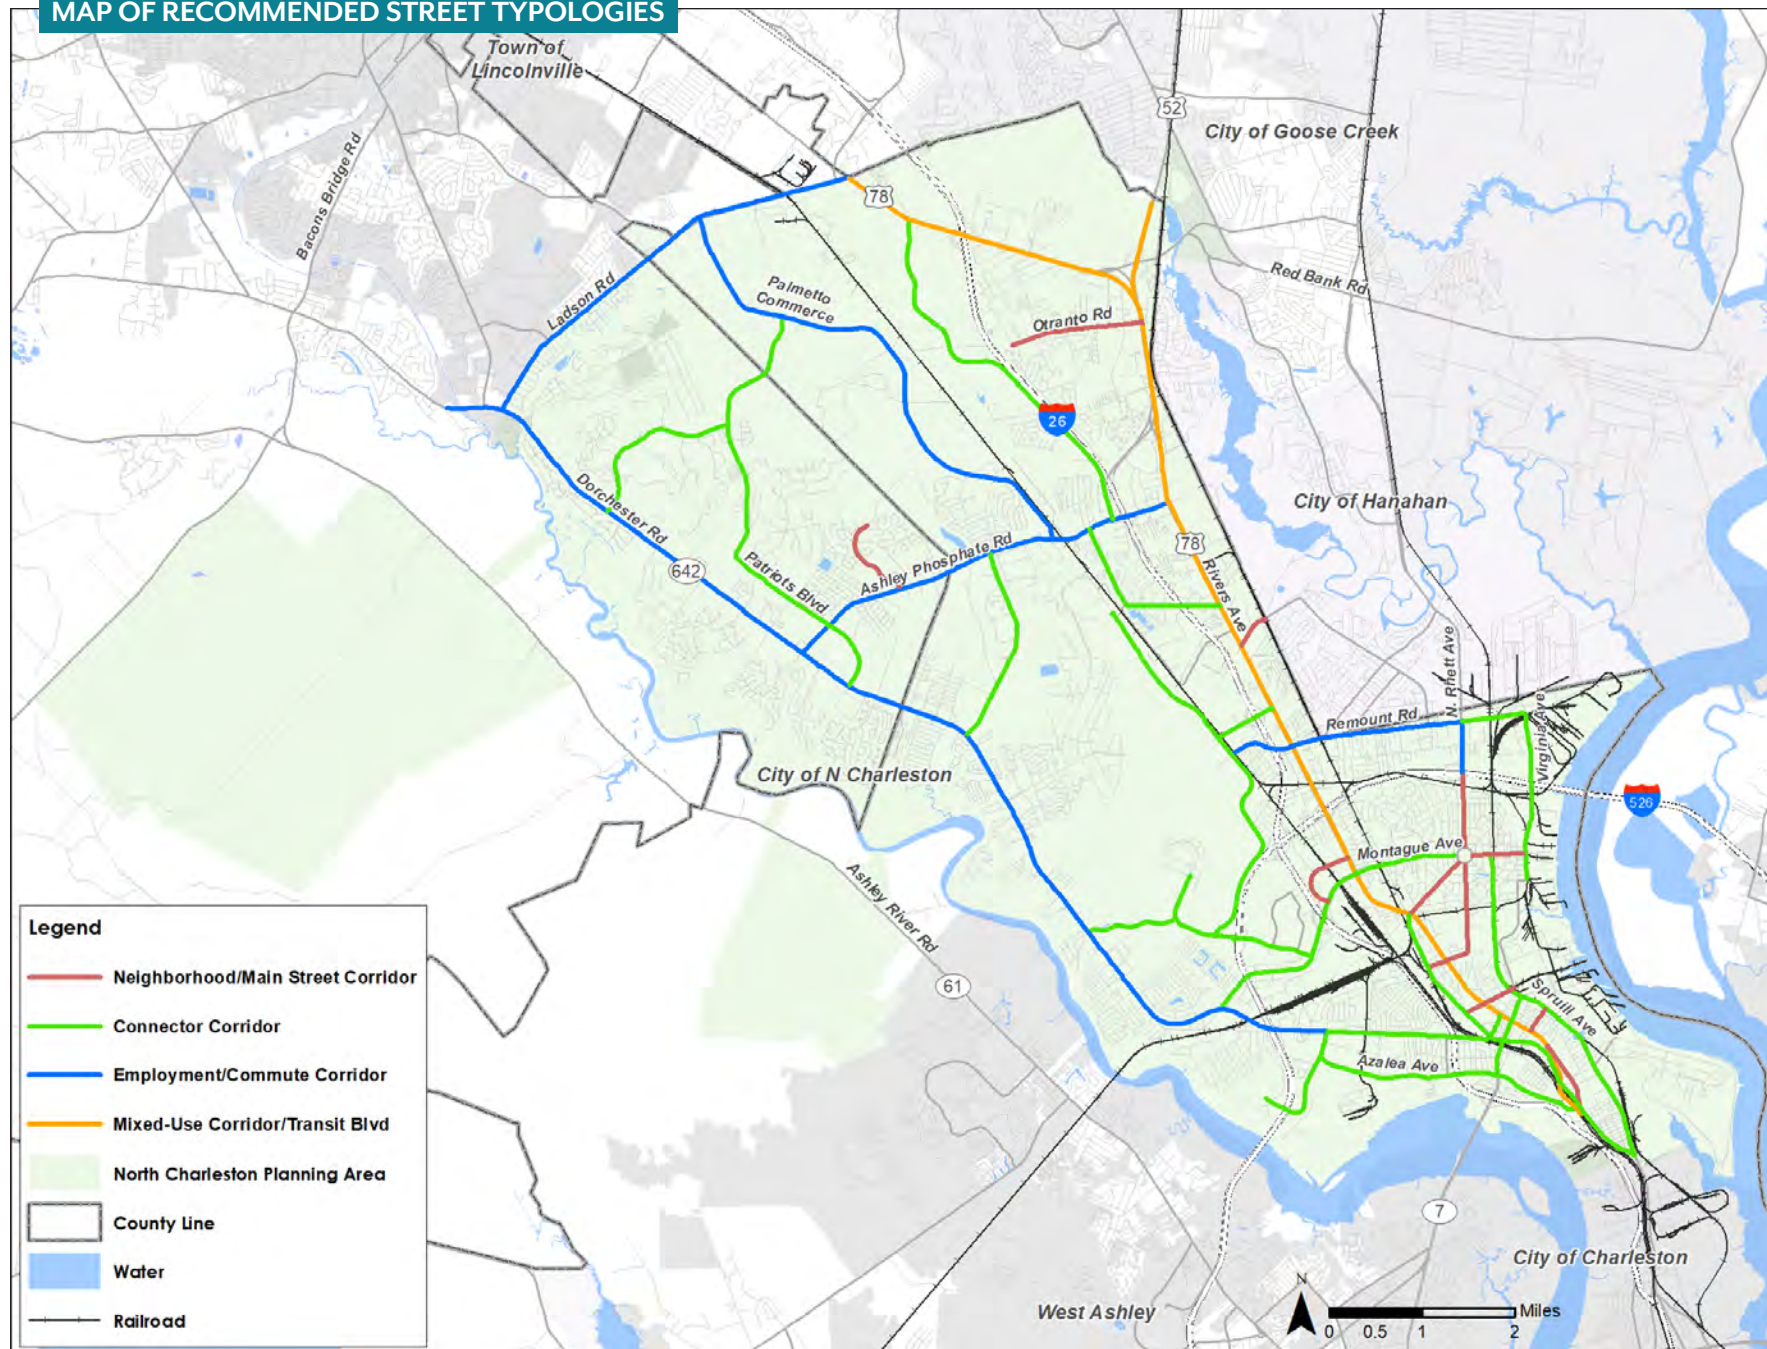 MAP OF RECOMMENDED STREET TYPOLOGIES
Town of
Lincolnville
52
City of Goose Creek
Bacons Bridge Rd
78
Red Bank Rd
Ladson Rd
Palmetto
Commerce
Otranto Rd
26
City of Hanahan
Dorchester Rd
78
642
Patriots Blvd
Ashley Phosphate Rd
Rivers Ave
N. Rhett Ave
Virginia Ave
Remount Rd
City of N Charleston
526
Montague Ave
Ashley River Rd
61
Spruill Ave
Azalea Ave
7
City of Charleston
West Ashley
N
Miles
0 0.5 1 2
Legend
Neighborhood/Main Street Corridor
Connector Corridor
Employment/Commute Corridor
Mixed-Use Corridor/Transit Blvd
North Charleston Planning Area
County Line
Water
Railroad